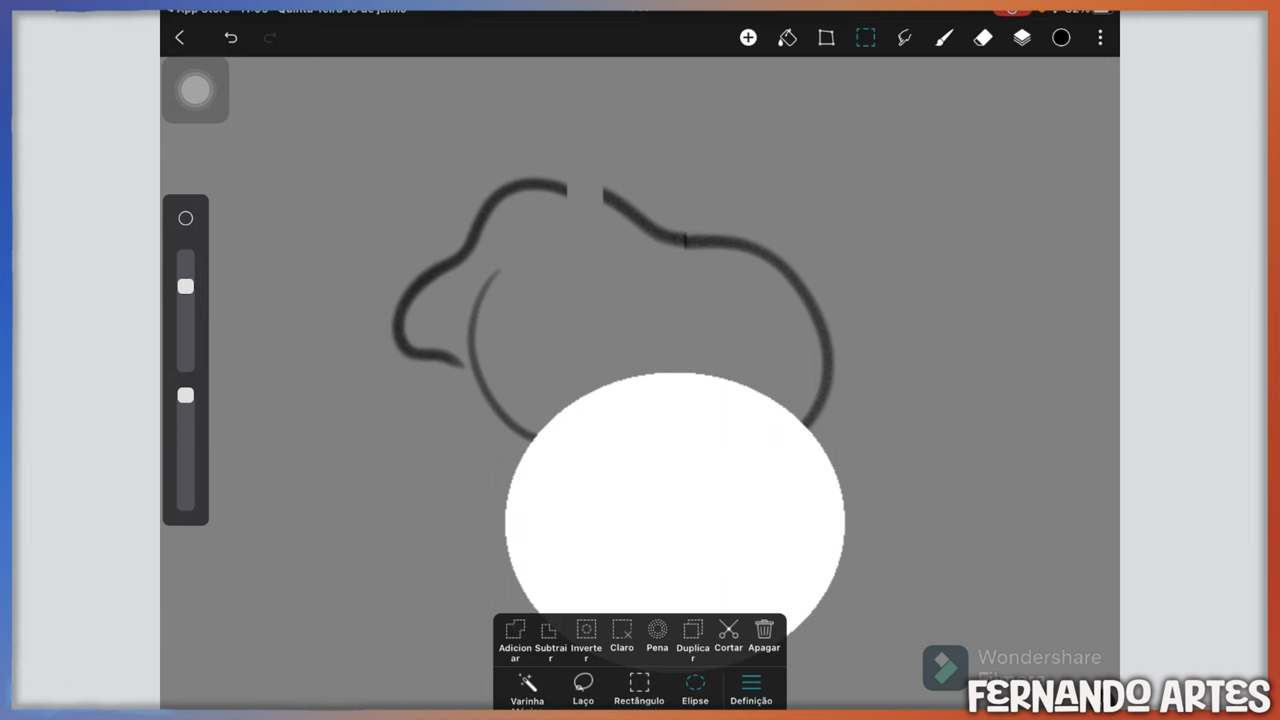 Adicion
ar
Subtrai
r
Inverte
r
Claro
Pena
Duplica
r
Cortar
Apagar
Varinha
Laço
Rectângulo
Elipse
Definição
Wondershare
FERNANDO ARTES